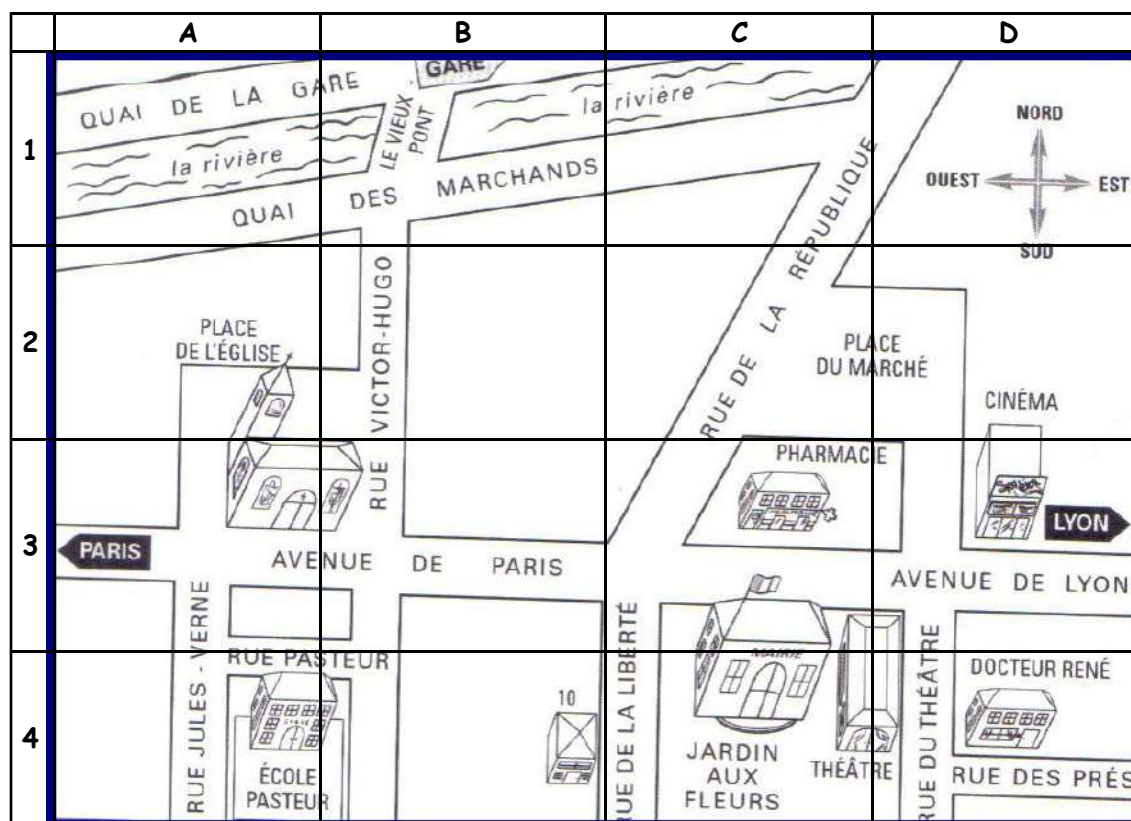 A B C D
1
2
3
4
GARE
QUAI DE LA GARE
la rivière
LE VIEUX
PONT
la rivière
QUAI DES MARCHANDS
NORD
OUEST EST
SUD
RUE DE LA RÉPUBLIQUE
PLACE
DE L'ÉGLISE
RUE VICTOR-HUGO
PLACE
DU MARCHÉ
CINÉMA
PHARMACIE
PARIS
LYON
AVENUE DE PARIS
AVENUE DE LYON
RUE JULES-VERNE
RUE PASTEUR
ÉCOLE
PASTEUR
10
RUE DE LA LIBERTÉ
MAIRIE
JARDIN
AUX
FLEURS
THÉÂTRE
RUE DU THÉÂTRE
DOCTEUR RENÉ
RUE DES PRÉS